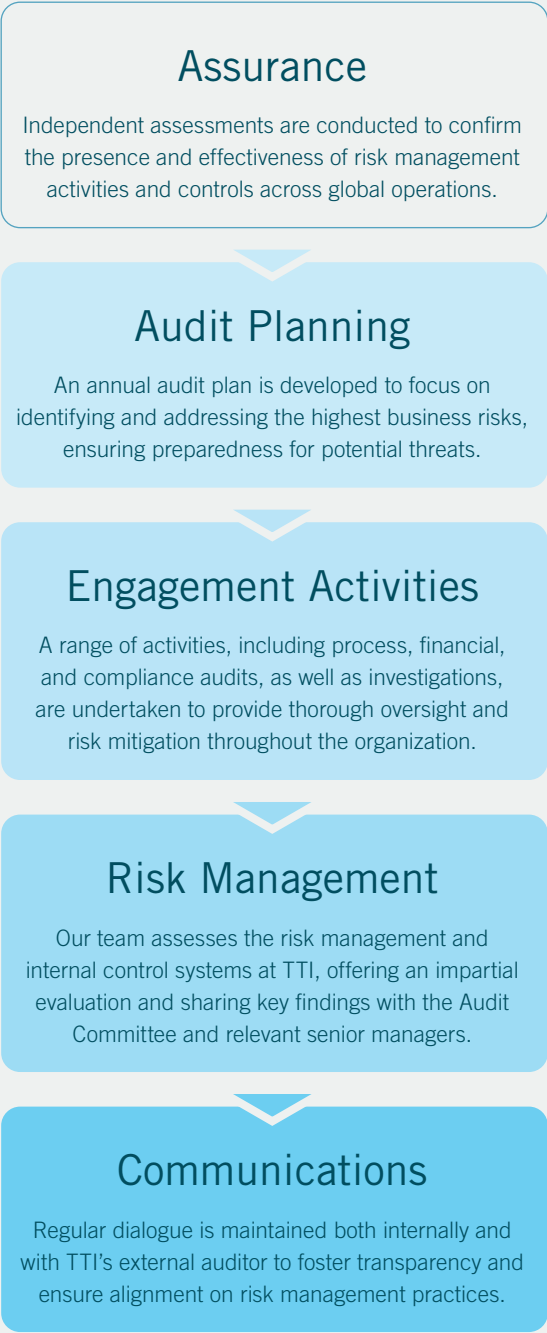 Assurance
Independent assessments are conducted to confirm
the presence and effectiveness of risk management
activities and controls across global operations.
Audit Planning
An annual audit plan is developed to focus on
identifying and addressing the highest business risks,
ensuring preparedness for potential threats.
Engagement Activities
A range of activities, including process, financial,
and compliance audits, as well as investigations,
are undertaken to provide thorough oversight and
risk mitigation throughout the organization.
Risk Management
Our team assesses the risk management and
internal control systems at TTI, offering an impartial
evaluation and sharing key findings with the Audit
Committee and relevant senior managers.
Communications
Regular dialogue is maintained both internally and
with TTI’s external auditor to foster transparency and
ensure alignment on risk management practices.